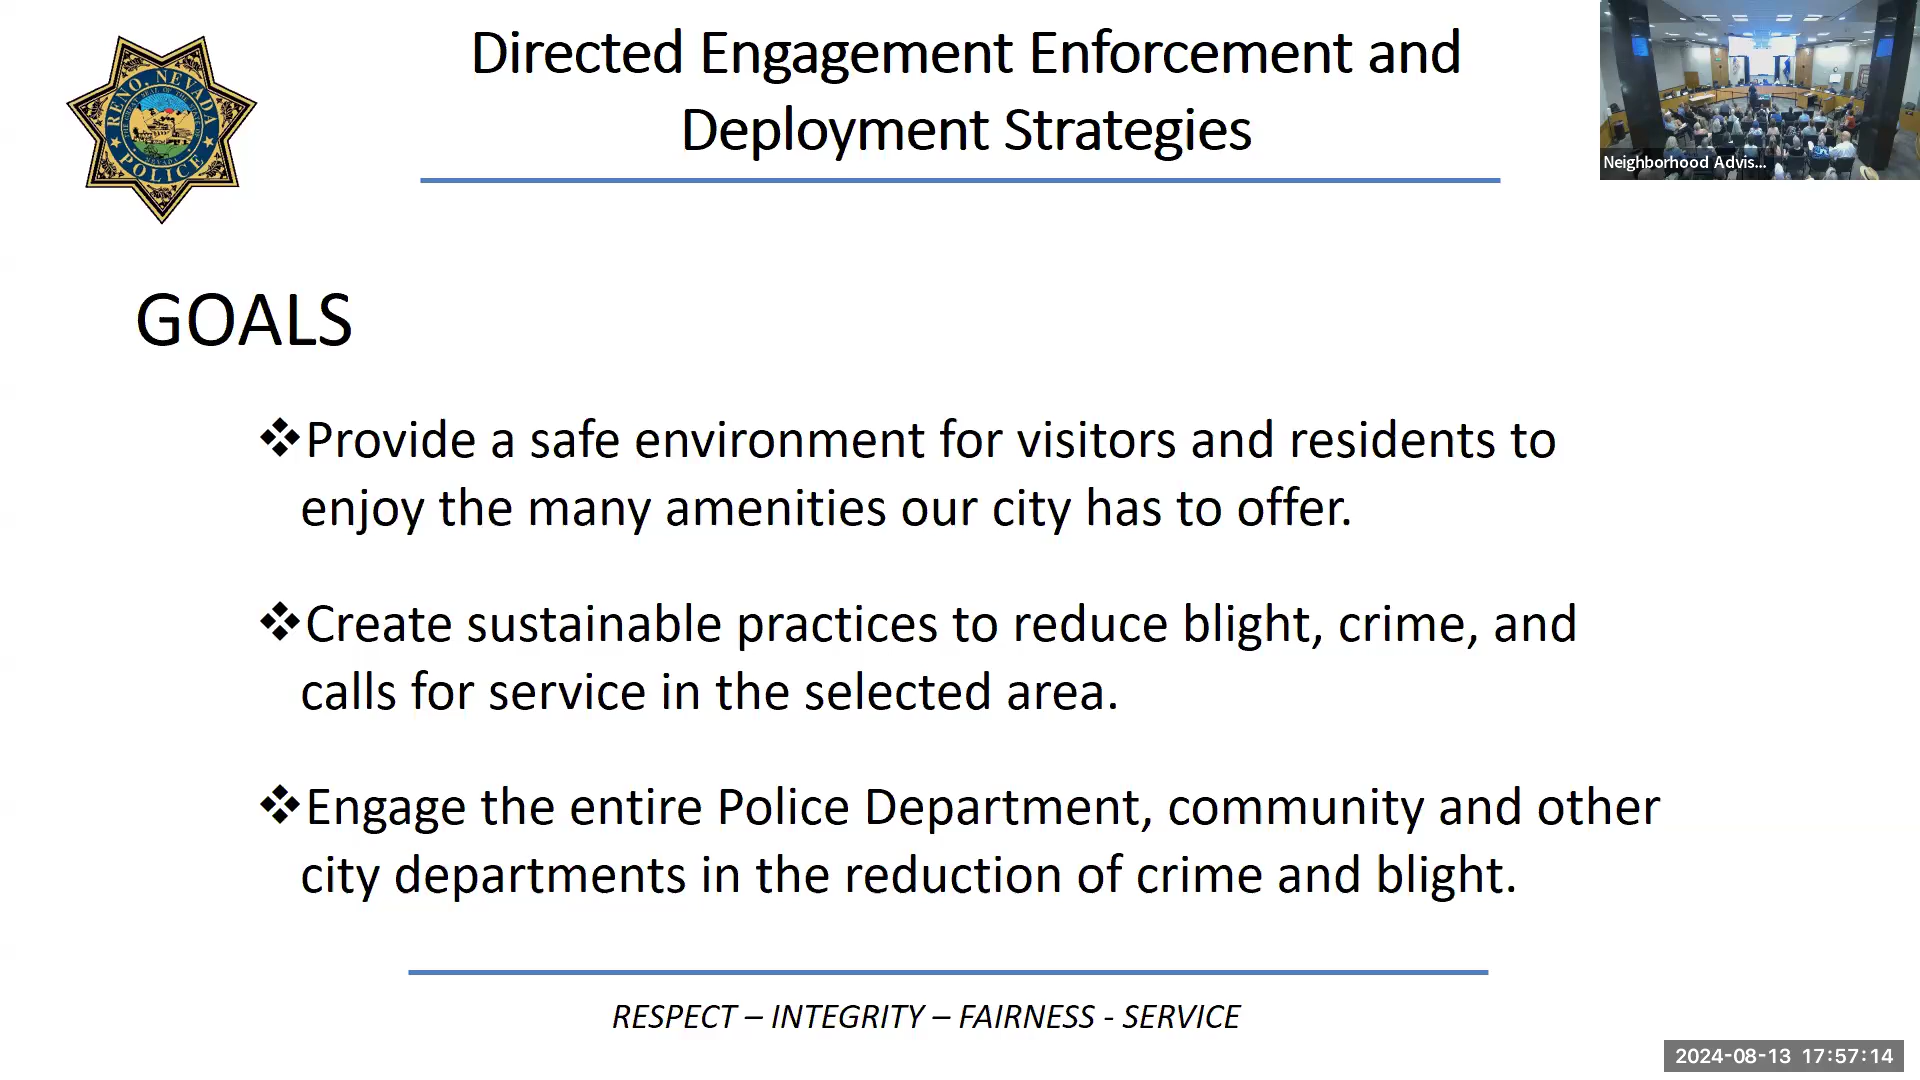 Directed Engagement Enforcement and
Deployment Strategies
RENO, NEVADA
POLICE
Neighborhood Advis...
GOALS
❖Provide a safe environment for visitors and residents to
enjoy the many amenities our city has to offer.
❖Create sustainable practices to reduce blight, crime, and
calls for service in the selected area.
❖Engage the entire Police Department, community and other
city departments in the reduction of crime and blight.
RESPECT – INTEGRITY – FAIRNESS - SERVICE
2024-08-13 17:57:14